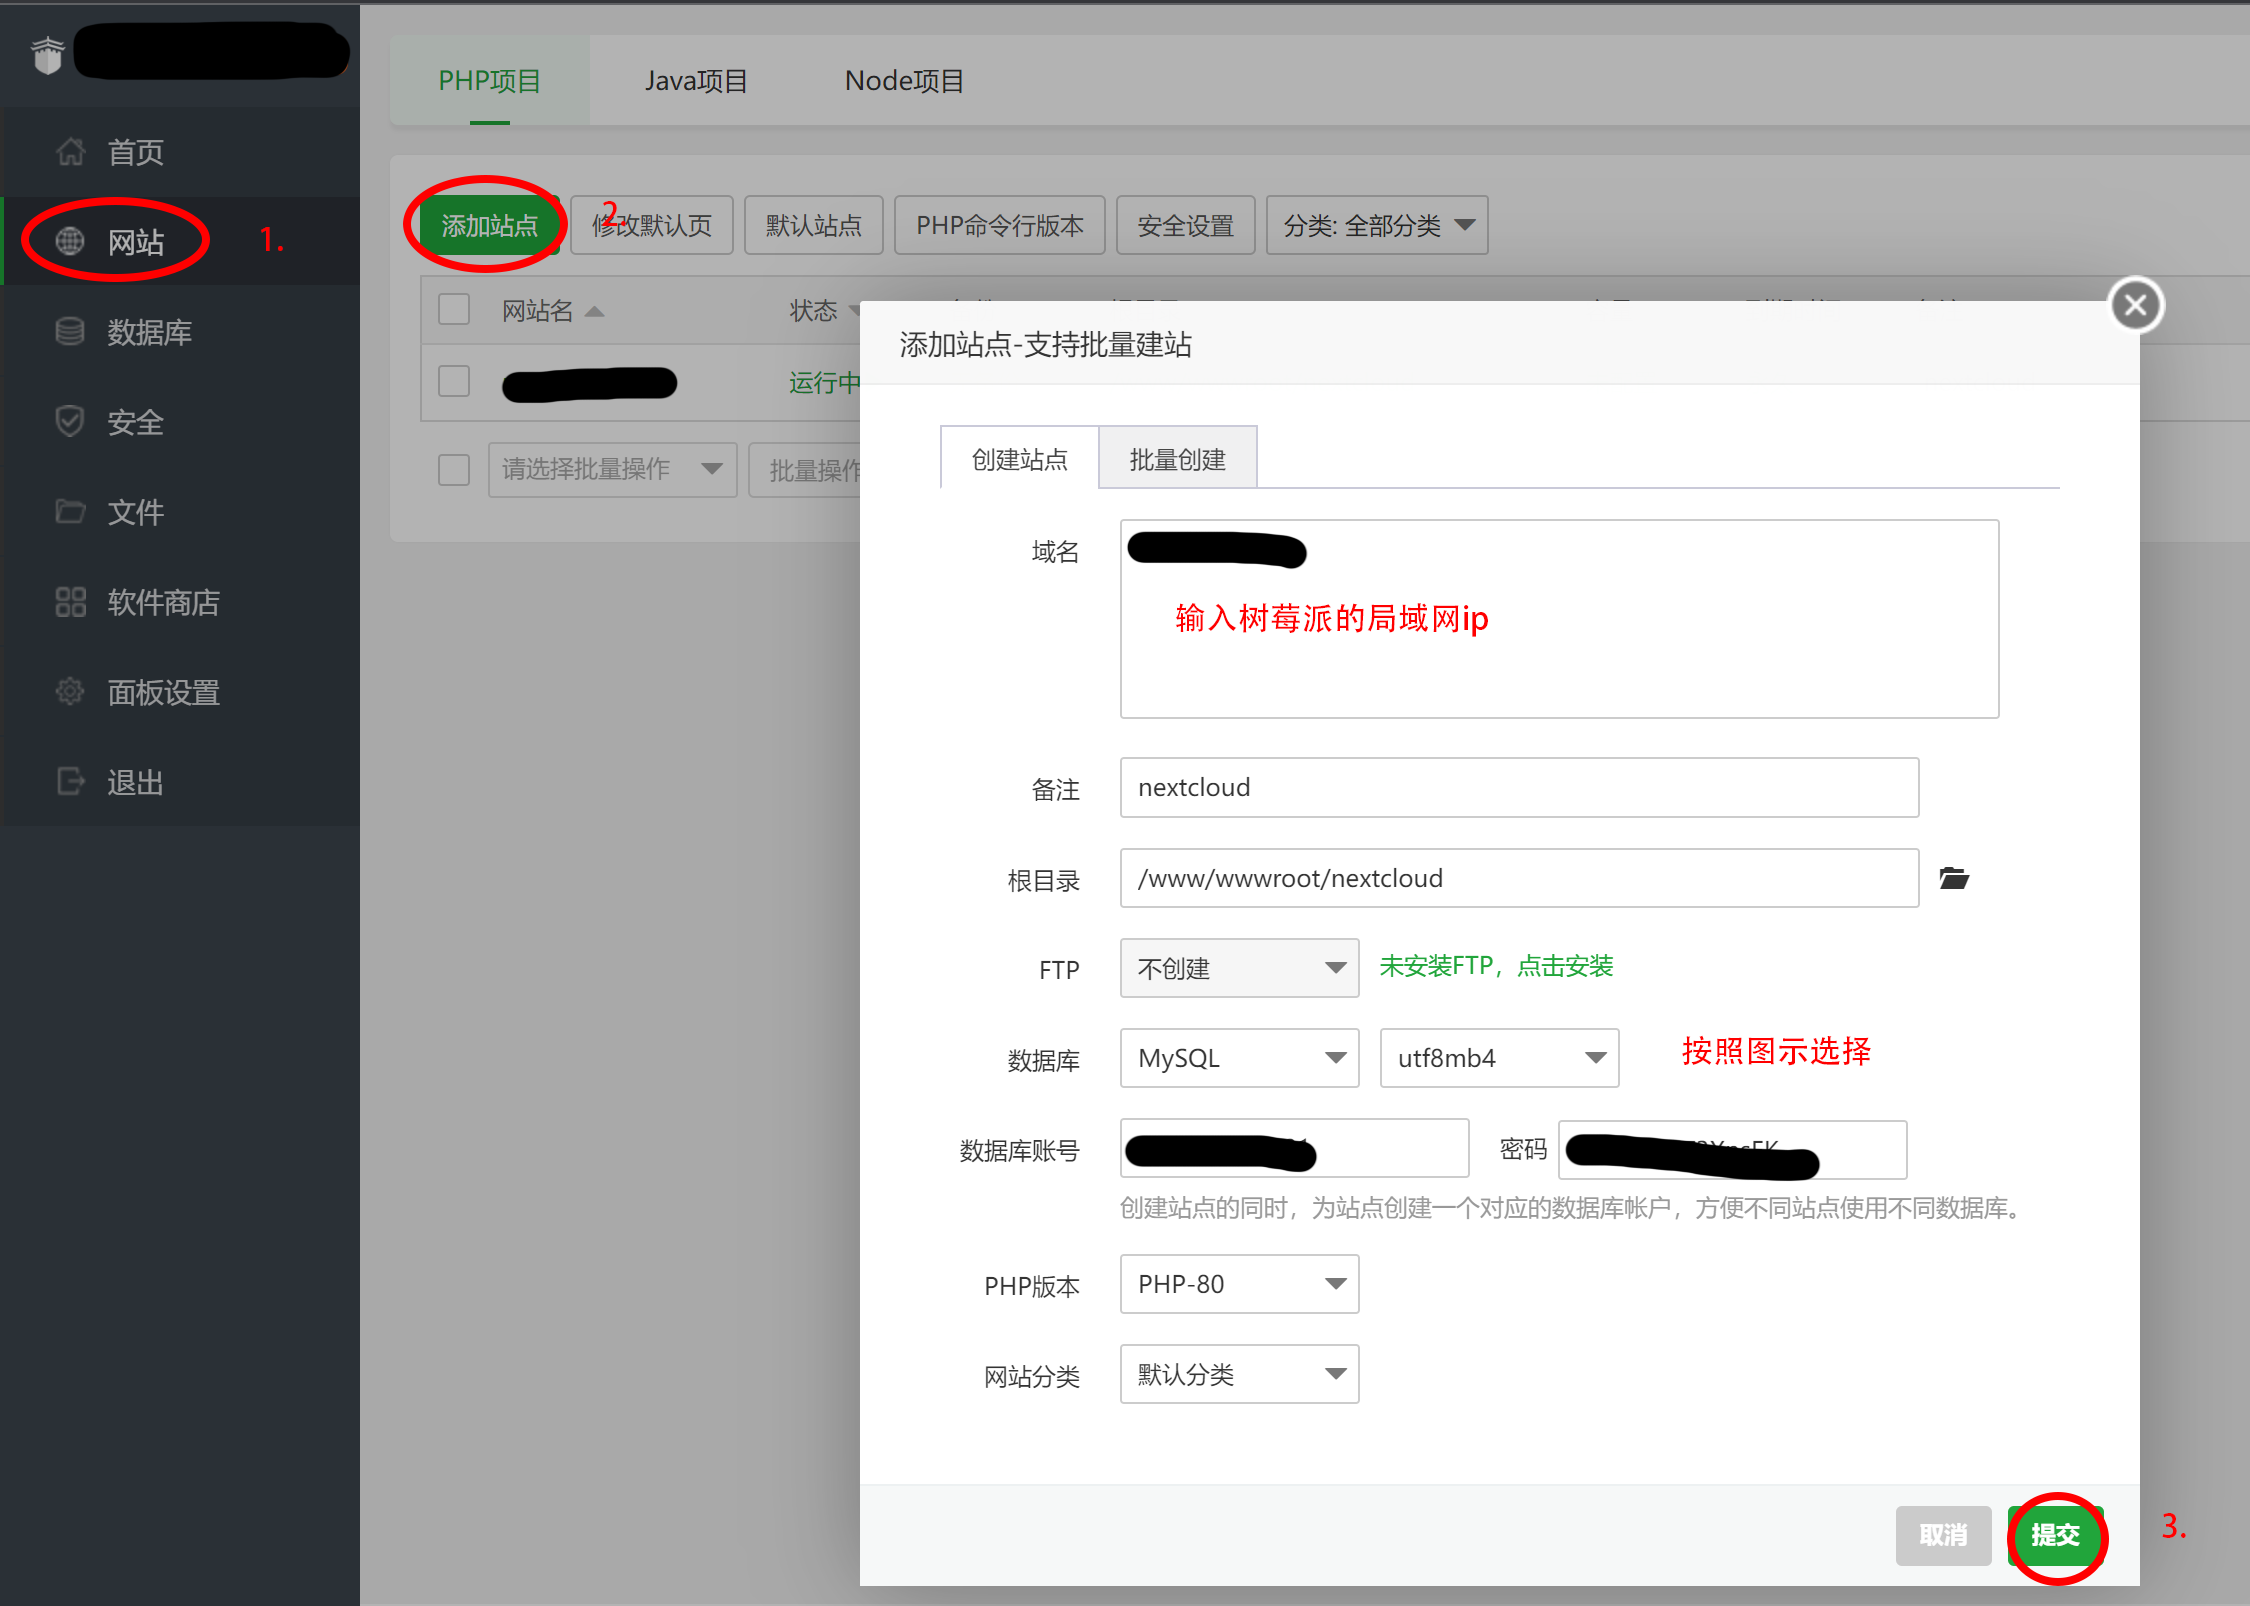 首页
网站
1.
数据库
安全
文件
软件商店
面板设置
退出
PHP项目 Java项目 Node项目
添加站点 2. 修改默认页 默认站点 PHP命令行版本 安全设置 分类: 全部分类
网站名 状态
运行中
请选择批量操作 批量操作
添加站点-支持批量建站
创建站点 批量创建
域名
输入树莓派的局域网ip
备注 nextcloud
根目录 /www/wwwroot/nextcloud
FTP 不创建 未安装FTP，点击安装
数据库 MySQL utf8mb4 按照图示选择
数据库账号 密码
创建站点的同时，为站点创建一个对应的数据库帐户，方便不同站点使用不同数据库。
PHP版本 PHP-80
网站分类 默认分类
取消 提交 3.